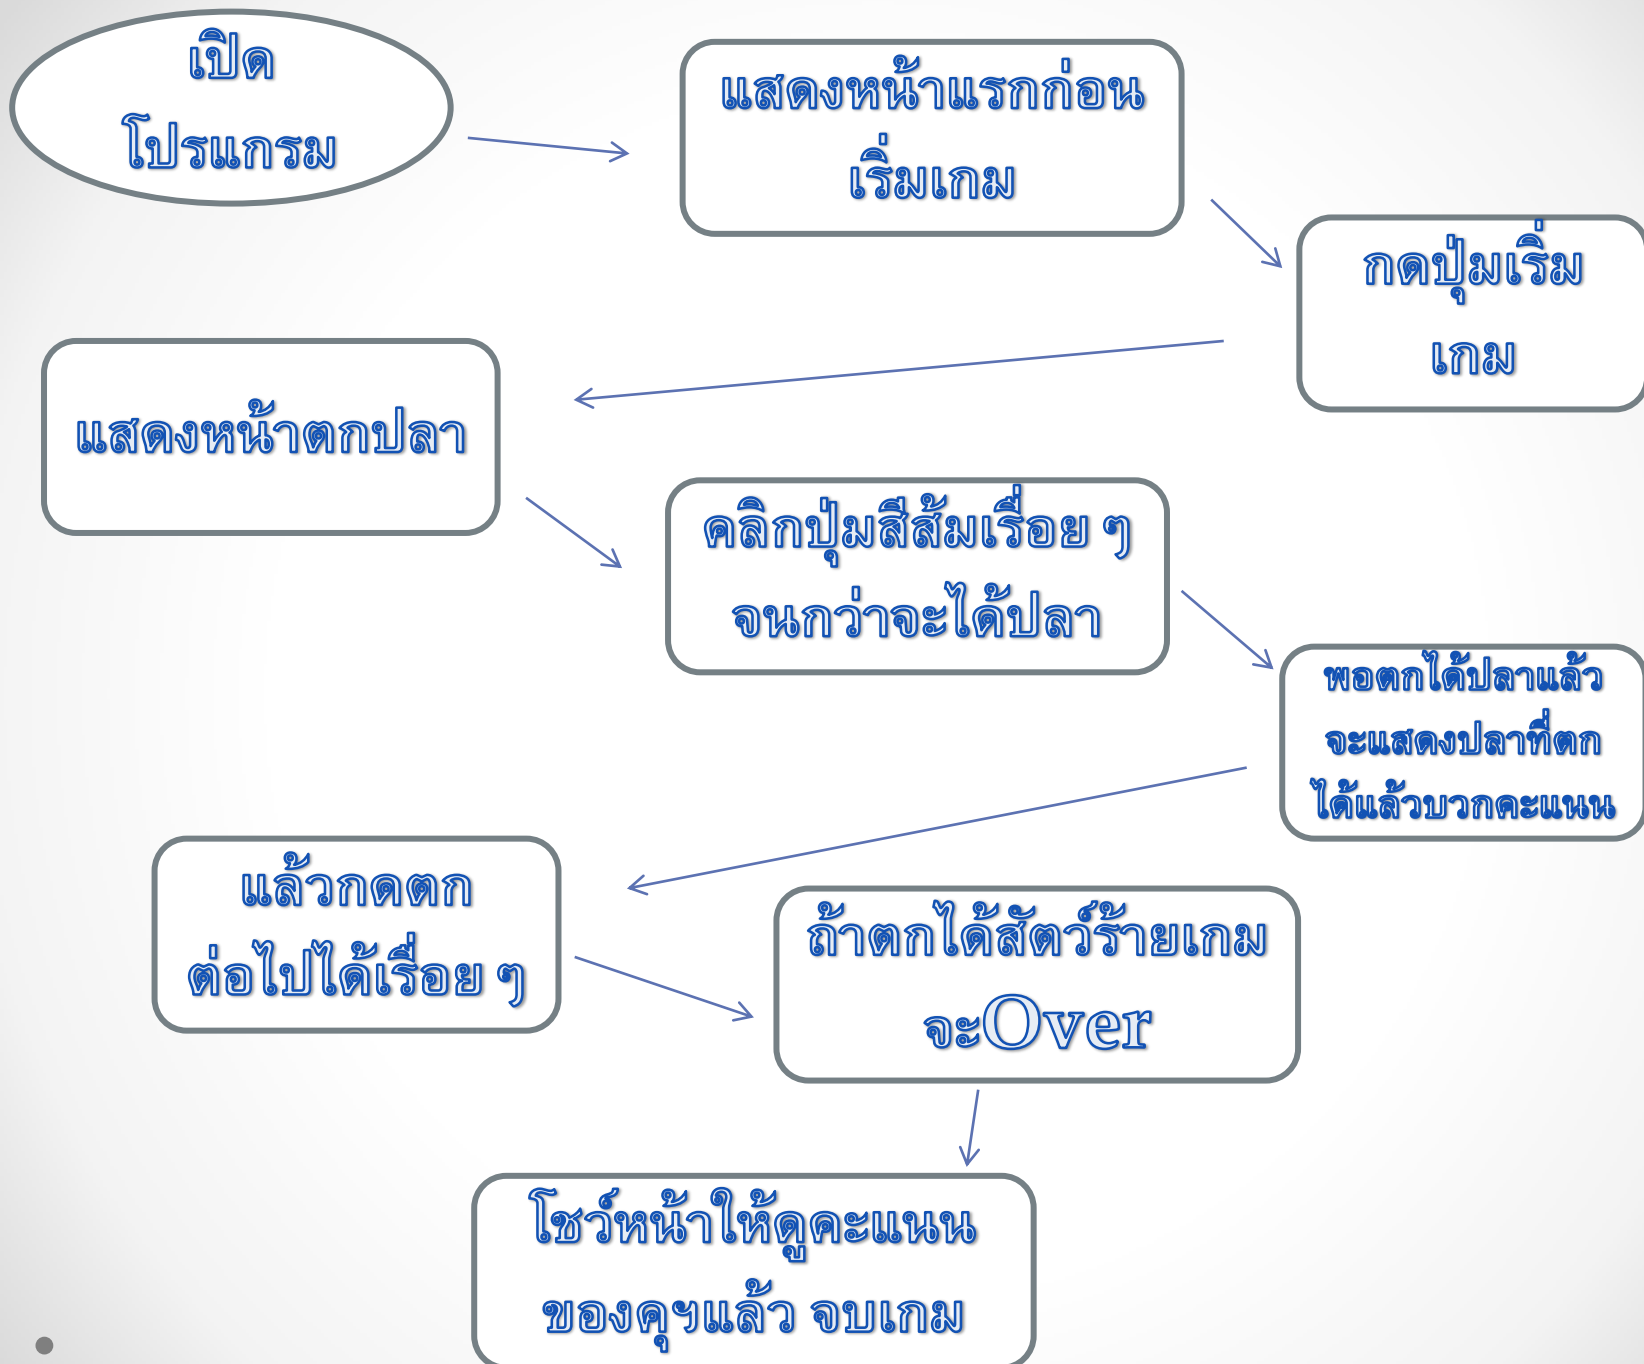 เปิด
โปรแกรม
แสดงหน้าแรกก่อน
เริ่มเกม
กดปุ่มเริ่ม
เกม
แสดงหน้าตกปลา
คลิกปุ่มสีส้มเรื่อย ๆ
จนกว่าจะได้ปลา
พอตกได้ปลาแล้ว
จะแสดงปลาที่ตก
ได้แล้วบวกคะแนน
แล้วกดตก
ต่อไปได้เรื่อย ๆ
ถ้าตกได้สัตว์ร้ายเกม
จะOver
โชว์หน้าให้ดูคะแนน
ของคุฯแล้ว จบเกม